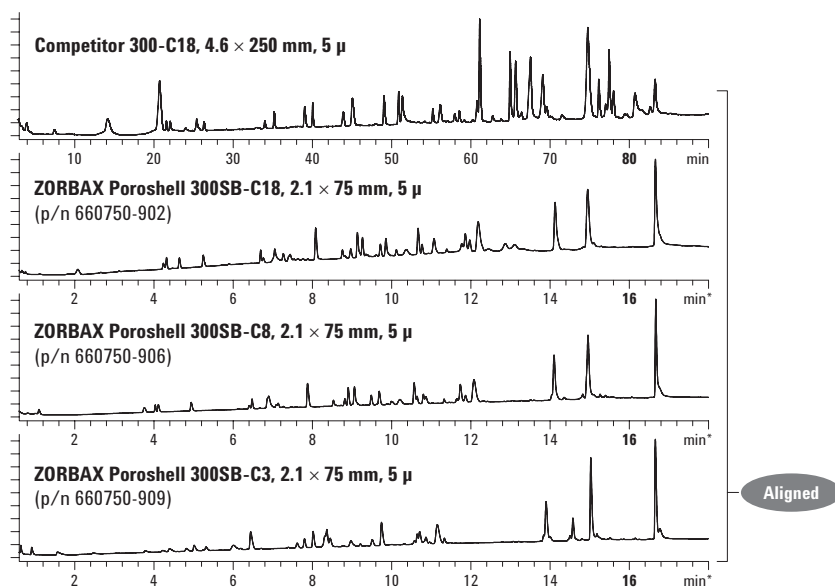 Competitor 300-C18, 4.6 × 250 mm, 5 µ
10 20 30 40 50 60 70 80 min
ZORBAX Poroshell 300SB-C18, 2.1 × 75 mm, 5 µ
(p/n 660750-902)
2 4 6 8 10 12 14 16 min*
ZORBAX Poroshell 300SB-C8, 2.1 × 75 mm, 5 µ
(p/n 660750-906)
2 4 6 8 10 12 14 16 min*
ZORBAX Poroshell 300SB-C3, 2.1 × 75 mm, 5 µ
(p/n 660750-909)
Aligned
2 4 6 8 10 12 14 16 min*